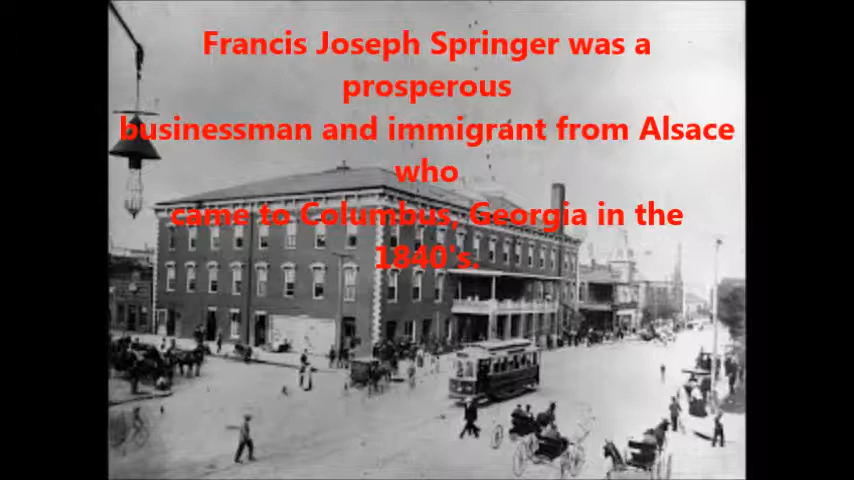 Francis Joseph Springer was a
prosperous
businessman and immigrant from Alsace
who
came to Columbus, Georgia in the
1840's.